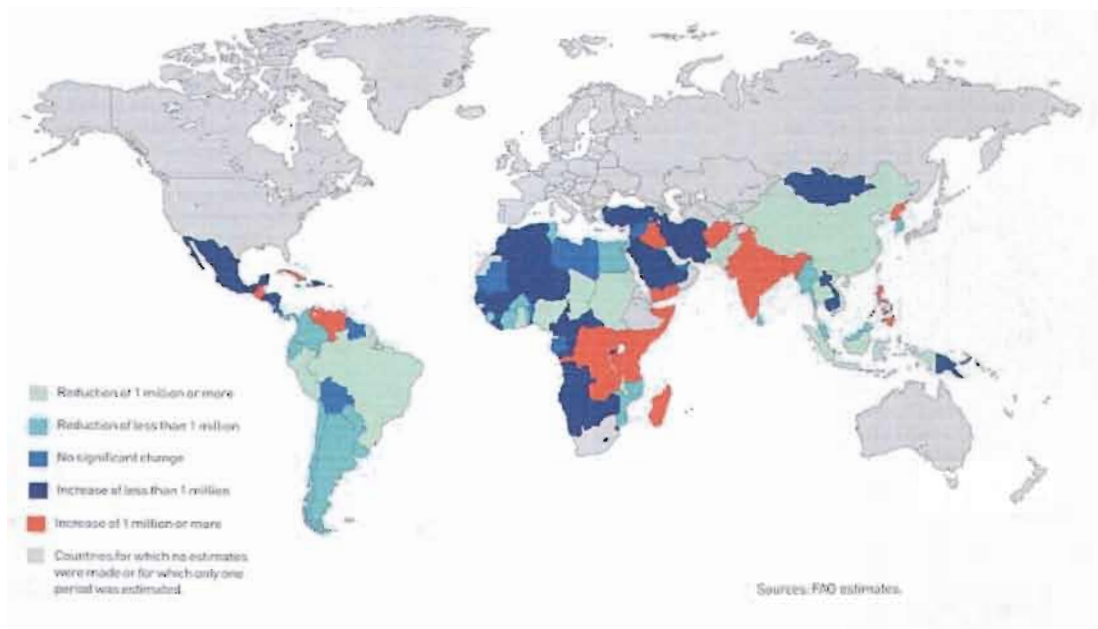 Reduction of 1 million or more
Reduction of less than 1 million
No significant change
Increase of less than 1 million
Increase of 1 million or more
Countries for which no estimates
were made or for which only one
period was estimated.
Sources: FAO estimates.